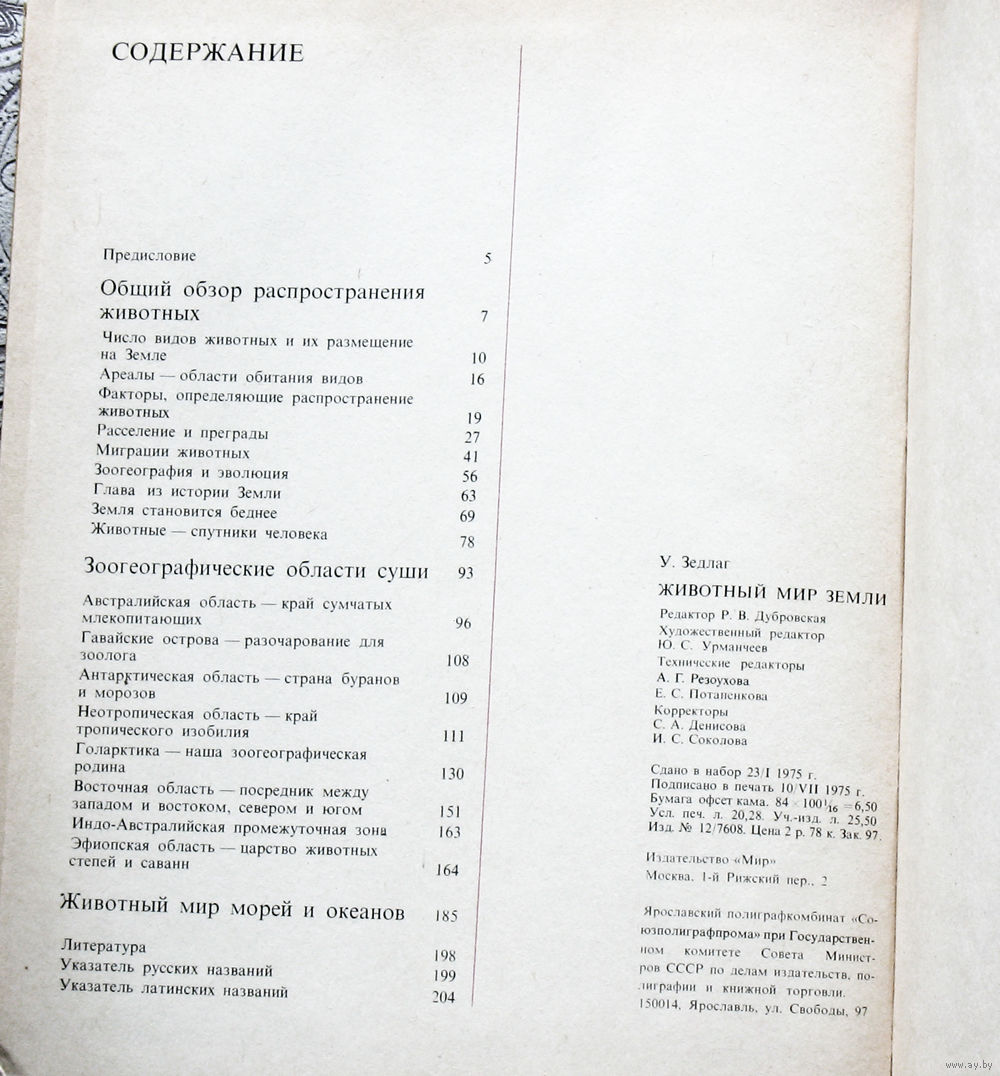 СОДЕРЖАНИЕ
Предисловие 5
Общий обзор распространения
животных 7
Число видов животных и их размещение
на Земле 10
Ареалы — области обитания видов 16
Факторы, определяющие распространение
животных 19
Расселение и преграды 27
Миграции животных 41
Зоогеография и эволюция 56
Глава из истории Земли 63
Земля становится беднее 69
Животные — спутники человека 78
Зоогеографические области суши 93
Австралийская область — край сумчатых
млекопитающих 96
Гавайские острова — разочарование для
зоолога 108
Антарктическая область — страна буранов
и морозов 109
Неотропическая область — край
тропического изобилия 111
Голарктика — наша зоогеографическая
родина 130
Восточная область — посредник между
западом и востоком, севером и югом 151
Индо-Австралийская промежуточная зона 163
Эфиопская область — царство животных
степей и саванн 164
Животный мир морей и океанов 185
Литература 198
Указатель русских названий 199
Указатель латинских названий 204
У. Зедлаг
ЖИВОТНЫЙ МИР ЗЕМЛИ
Редактор Р. В. Дубровская
Художественный редактор
Ю. С. Урманчеев
Технические редакторы
А. Г. Резоухова
Е. С. Потапенкова
Корректоры
С. А. Денисова
И. С. Соколова
Сдано в набор 23/I 1975 г.
Подписано в печать 10/VII 1975 г.
Бумага офсет кама. 84 × 100 1/16 = 6,50
Усл. печ. л. 20,28. Уч.-изд. л. 25,50
Изд. № 12/7608. Цена 2 р. 78 к. Зак. 97.
Издательство «Мир»
Москва, 1-й Рижский пер., 2
Ярославский полиграфкомбинат «Со-
юзполиграфпрома» при Государствен-
ном комитете Совета Минист-
ров СССР по делам издательств, по-
лиграфии и книжной торговли.
150014, Ярославль, ул. Свободы, 97
www.ay.by